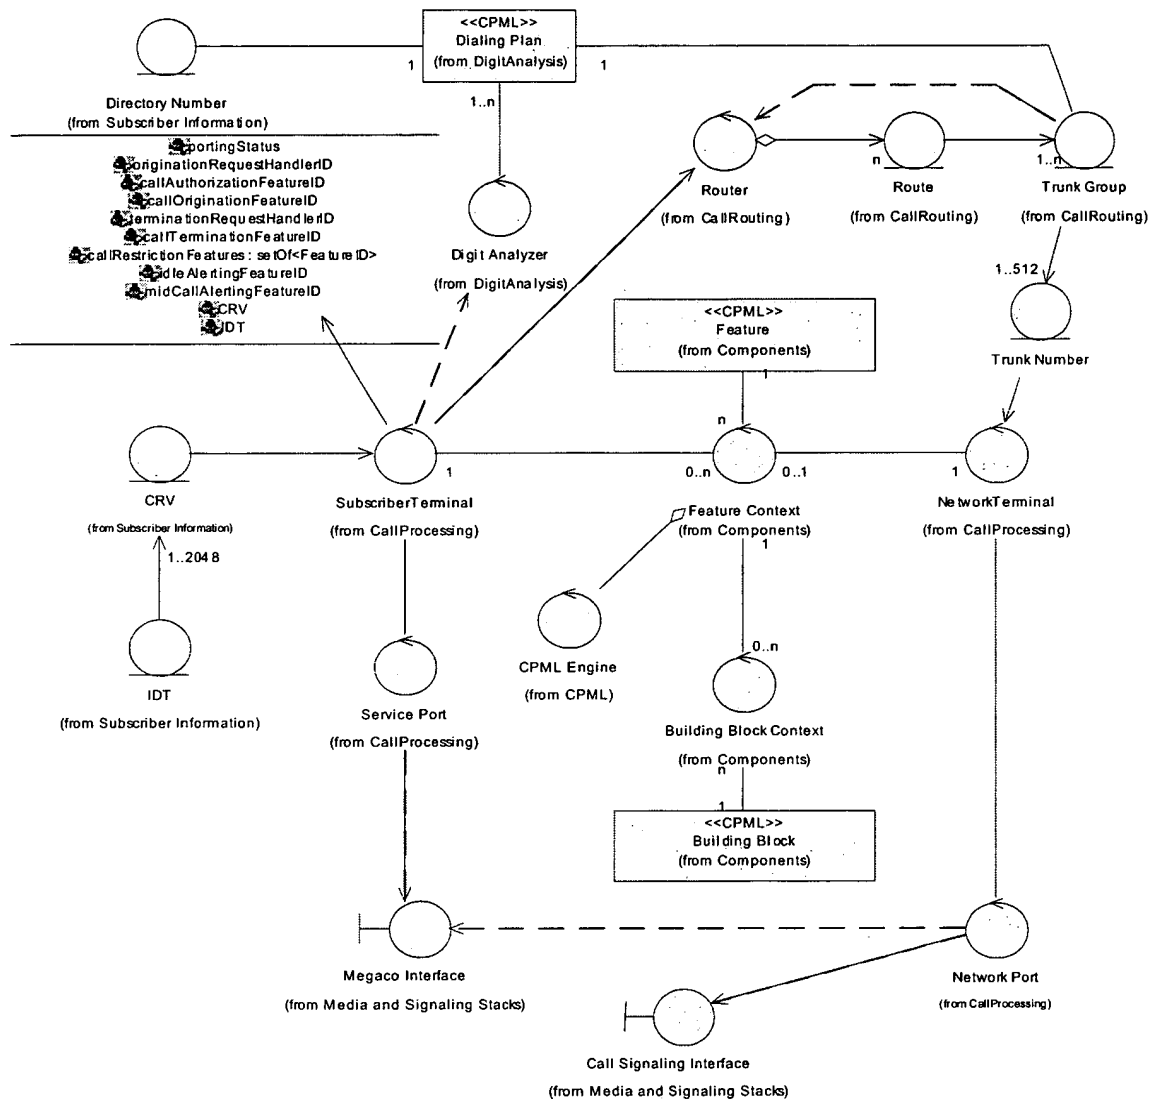 <<CPML>>
Dialing Plan
(from DigitAnalysis)
1
1
1..n
Directory Number
(from Subscriber Information)
portingStatus
originationRequestHandlerID
callAuthorizationFeatureID
callOriginationFeatureID
terminationRequestHandlerID
callTerminationFeatureID
callRestrictionFeatures : setOf<FeatureID>
idleAlertingFeatureID
midCallAlertingFeatureID
CRV
IDT
Digit Analyzer
(from DigitAnalysis)
Router
(from CallRouting)
n
Route
(from CallRouting)
1..n
Trunk Group
(from CallRouting)
1..512
Trunk Number
<<CPML>>
Feature
(from Components)
1
n
CRV
(from Subscriber Information)
1..2048
IDT
(from Subscriber Information)
SubscriberTerminal
(from CallProcessing)
1
0..n
0..1
1
Feature Context
(from Components)
1
NetworkTerminal
(from CallProcessing)
CPML Engine
(from CPML)
0..n
Service Port
(from CallProcessing)
Building Block Context
(from Components)
n
1
<<CPML>>
Building Block
(from Components)
Megaco Interface
(from Media and Signaling Stacks)
Network Port
(from CallProcessing)
Call Signaling Interface
(from Media and Signaling Stacks)